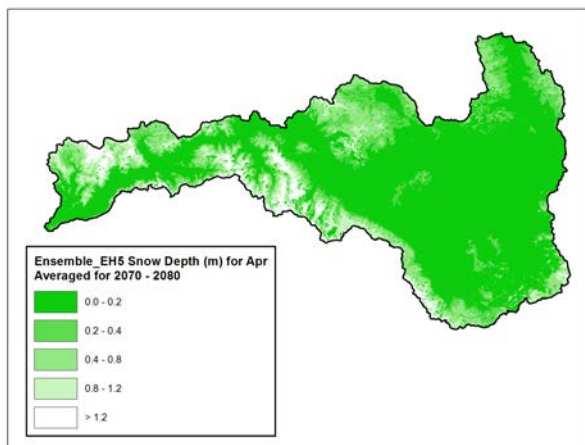 Ensemble_EH5 Snow Depth (m) for Apr
Averaged for 2070 - 2080
0.0 - 0.2
0.2 - 0.4
0.4 - 0.8
0.8 - 1.2
> 1.2